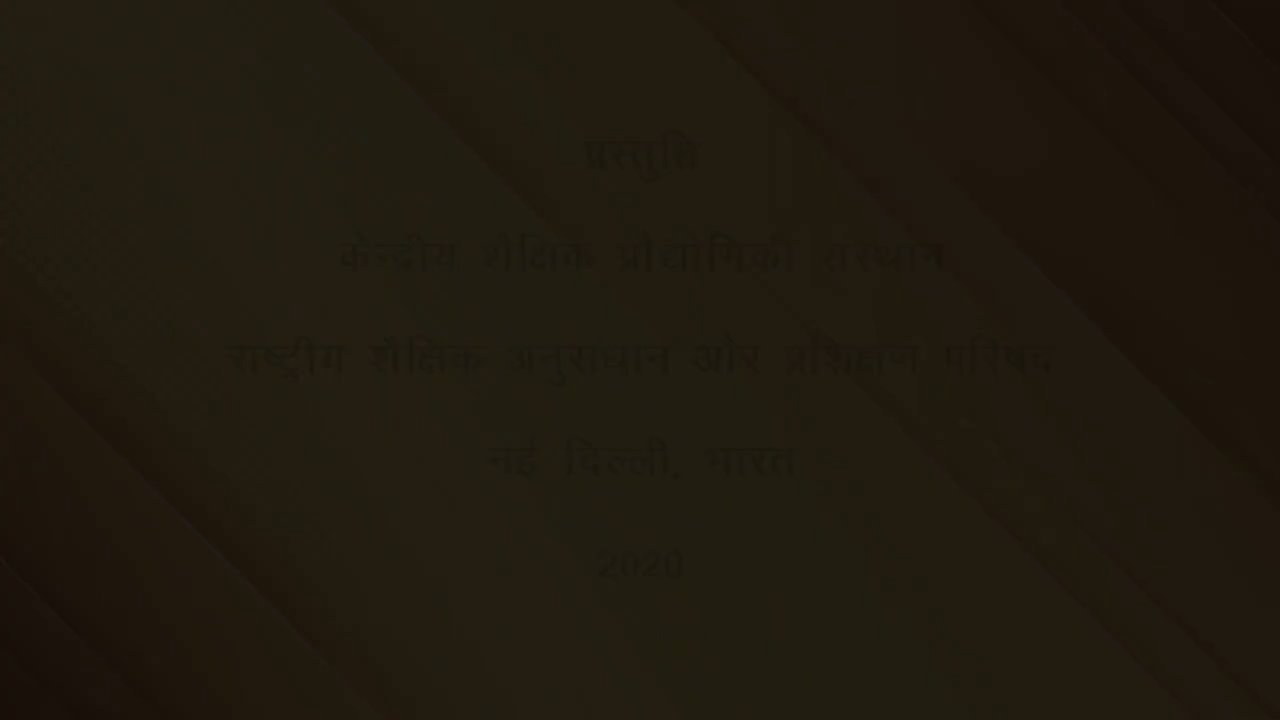 प्रस्तुति
केन्द्रीय शैक्षिक प्रौद्योगिकी संस्थान
राष्ट्रीय शैक्षिक अनुसंधान और प्रशिक्षण परिषद
नई दिल्ली, भारत
2020